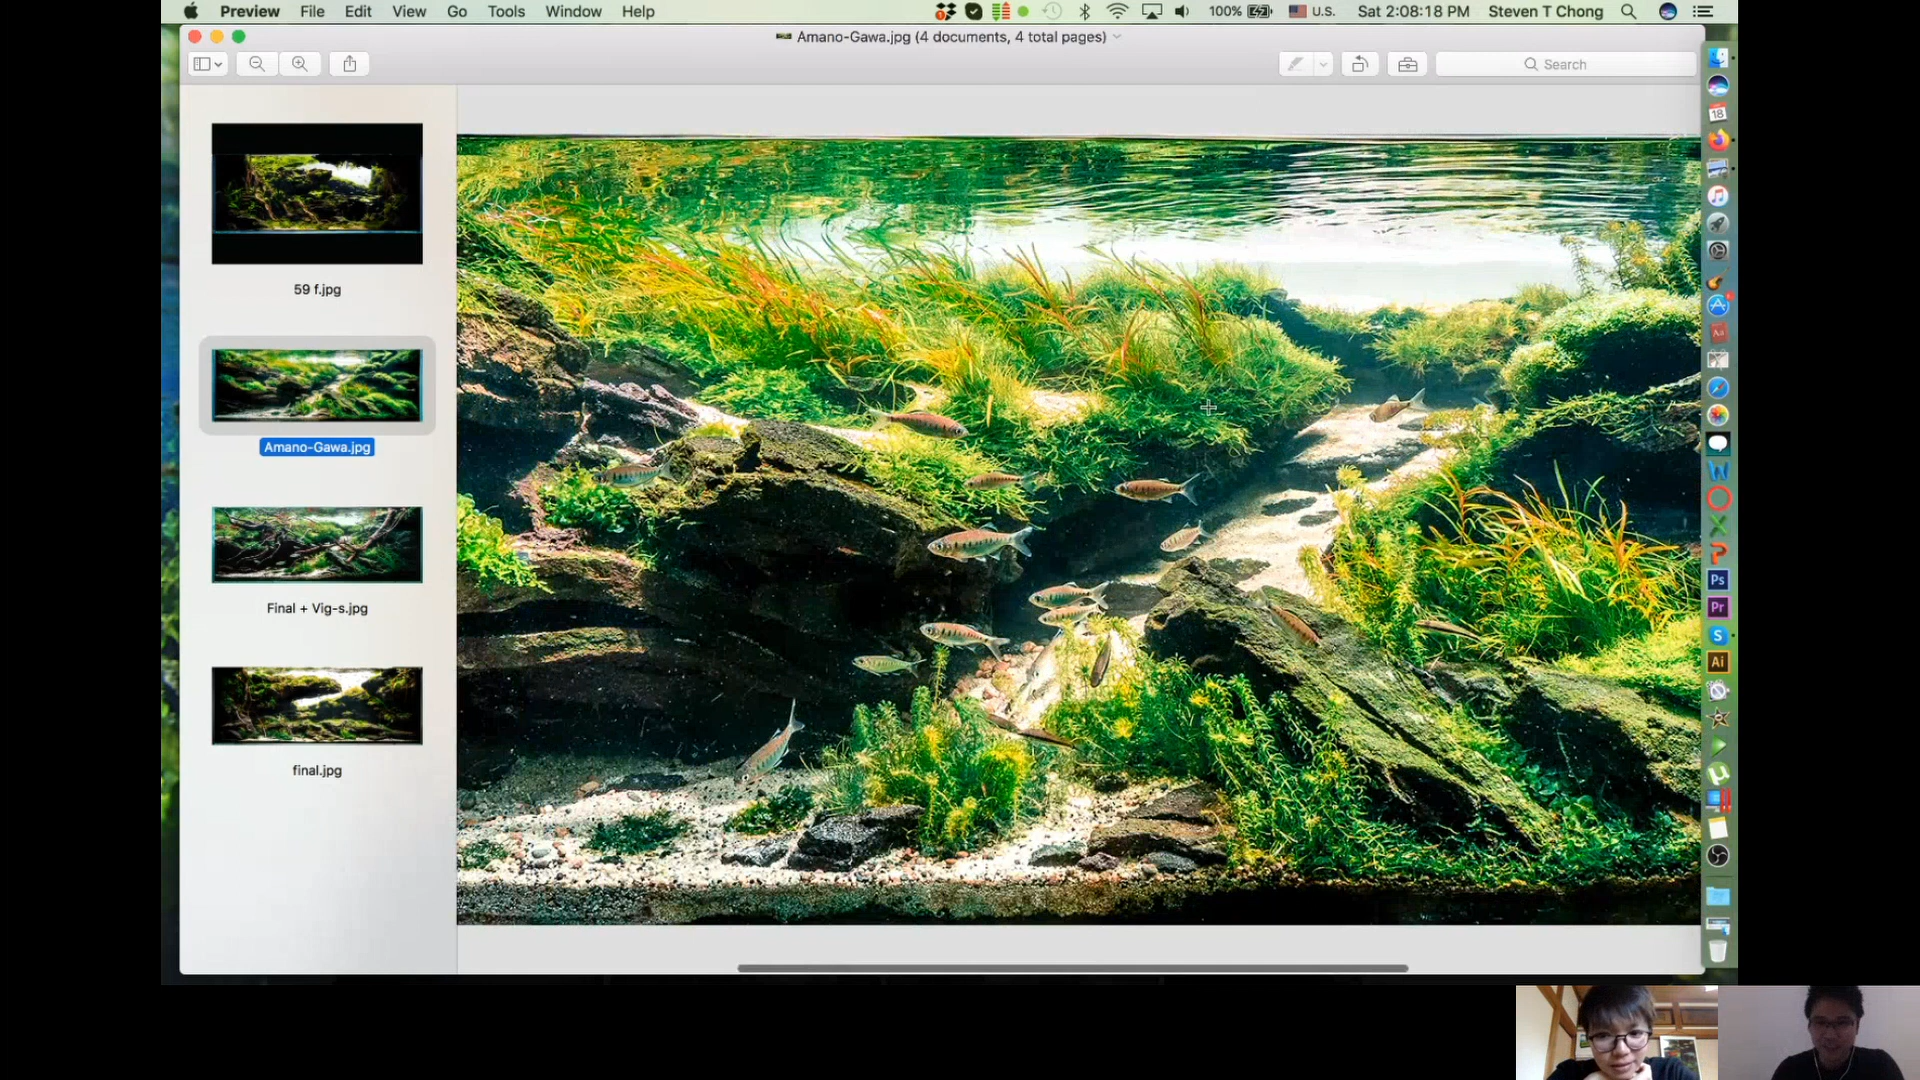 Preview File Edit View Go Tools Window Help 100% U.S. Sat 2:08:18 PM Steven T Chong
Amano-Gawa.jpg (4 documents, 4 total pages)
Search
59 f.jpg
Amano-Gawa.jpg
Final + Vig-s.jpg
final.jpg
18
Aa
Ps
Pr
S
Ai